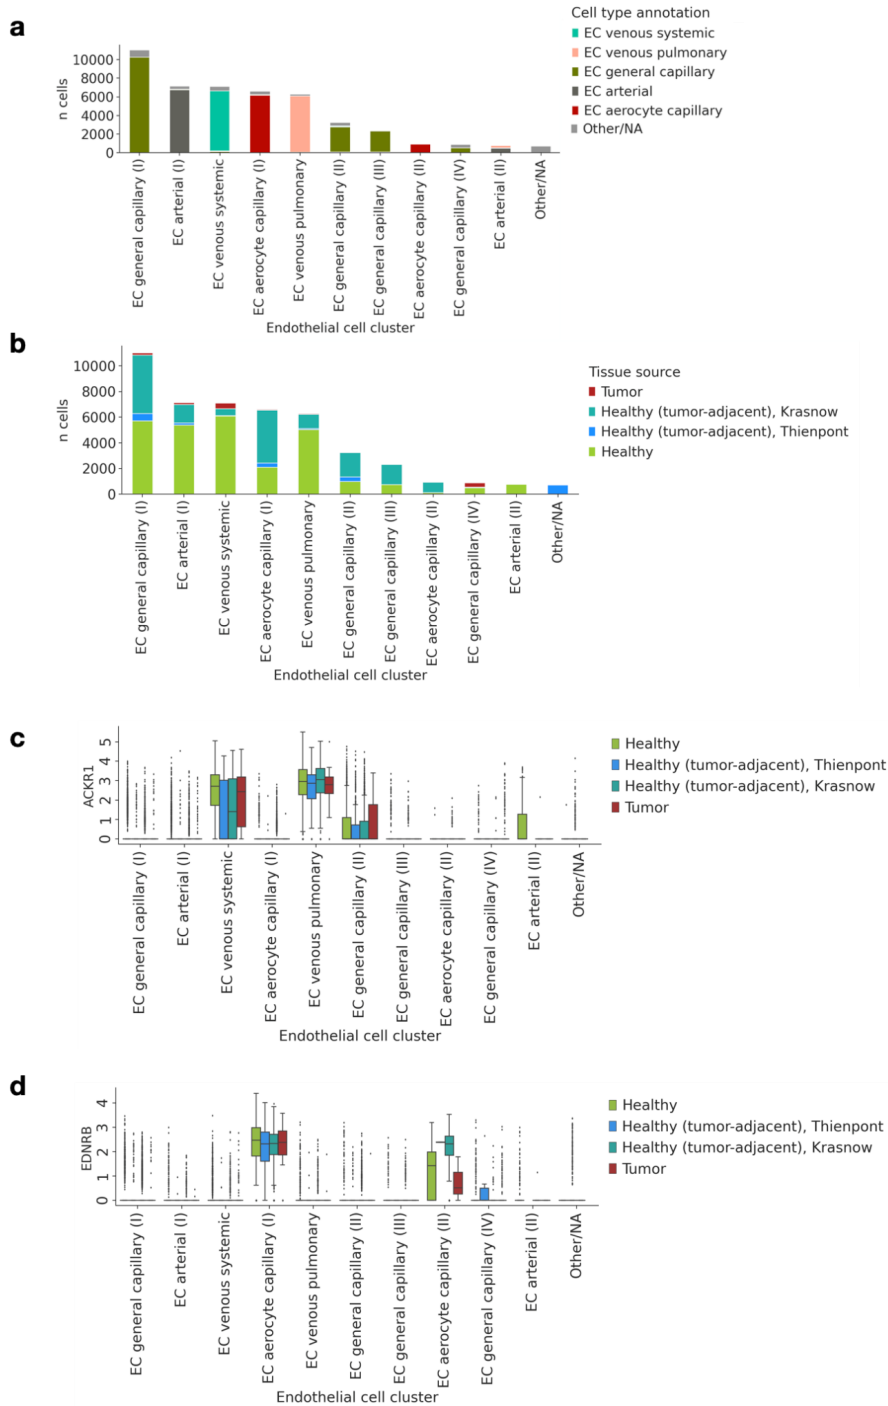 a
Cell type annotation
EC venous systemic
EC venous pulmonary
EC general capillary
EC arterial
EC aerocyte capillary
Other/NA
n cells
10000
8000
6000
4000
2000
0
EC general capillary (I)
EC arterial (I)
EC venous systemic
EC aerocyte capillary (I)
EC venous pulmonary
EC general capillary (II)
EC general capillary (III)
EC aerocyte capillary (II)
EC general capillary (IV)
EC arterial (II)
Other/NA
Endothelial cell cluster
b
Tissue source
Tumor
Healthy (tumor-adjacent), Krasnow
Healthy (tumor-adjacent), Thienpont
Healthy
n cells
10000
8000
6000
4000
2000
0
EC general capillary (I)
EC arterial (I)
EC venous systemic
EC aerocyte capillary (I)
EC venous pulmonary
EC general capillary (II)
EC general capillary (III)
EC aerocyte capillary (II)
EC general capillary (IV)
EC arterial (II)
Other/NA
Endothelial cell cluster
c
Healthy
Healthy (tumor-adjacent), Thienpont
Healthy (tumor-adjacent), Krasnow
Tumor
ACKR1
5
4
3
2
1
0
EC general capillary (I)
EC arterial (I)
EC venous systemic
EC aerocyte capillary (I)
EC venous pulmonary
EC general capillary (II)
EC general capillary (III)
EC aerocyte capillary (II)
EC general capillary (IV)
EC arterial (II)
Other/NA
Endothelial cell cluster
d
Healthy
Healthy (tumor-adjacent), Thienpont
Healthy (tumor-adjacent), Krasnow
Tumor
EDNRB
4
3
2
1
0
EC general capillary (I)
EC arterial (I)
EC venous systemic
EC aerocyte capillary (I)
EC venous pulmonary
EC general capillary (II)
EC general capillary (III)
EC aerocyte capillary (II)
EC general capillary (IV)
EC arterial (II)
Other/NA
Endothelial cell cluster